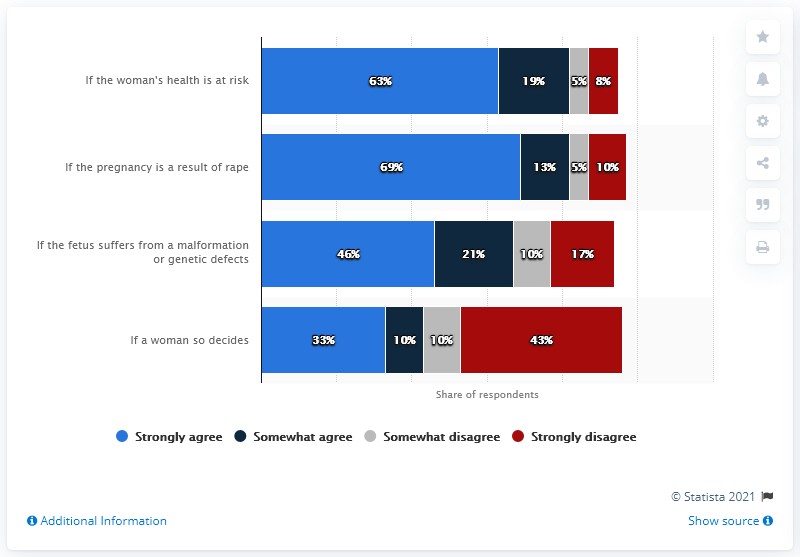 If the woman's health is at risk
63% 19% 5% 8%
If the pregnancy is a result of rape
69% 13% 5% 10%
If the fetus suffers from a malformation
or genetic defects
46% 21% 10% 17%
If a woman so decides
33% 10% 10% 43%
Share of respondents
Strongly agree Somewhat agree Somewhat disagree Strongly disagree
© Statista 2021
Additional Information Show source